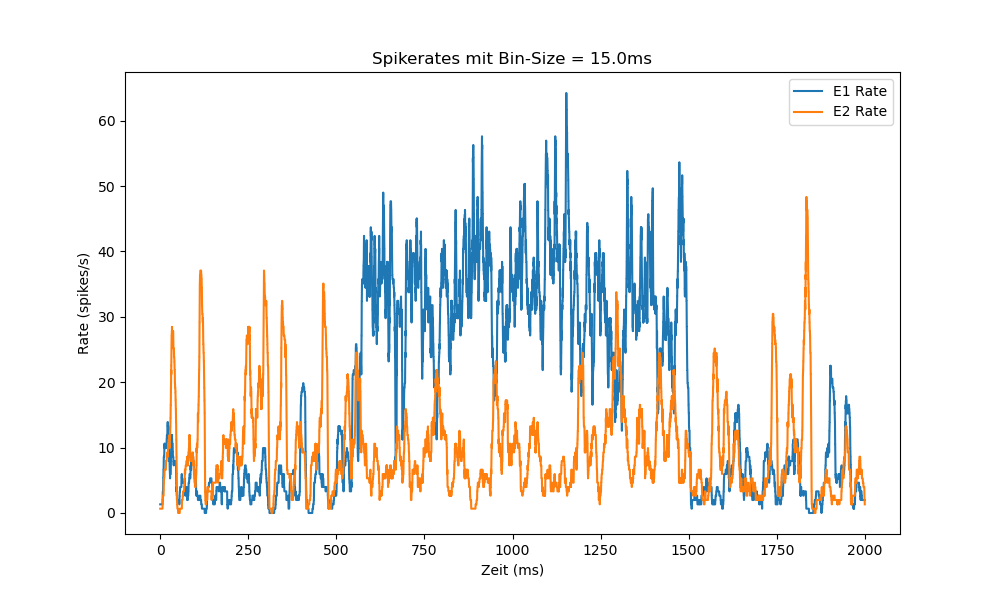 Spikerates mit Bin-Size = 15.0ms
E1 Rate
E2 Rate
60
50
40
30
20
10
0
Rate (spikes/s)
0 250 500 750 1000 1250 1500 1750 2000
Zeit (ms)